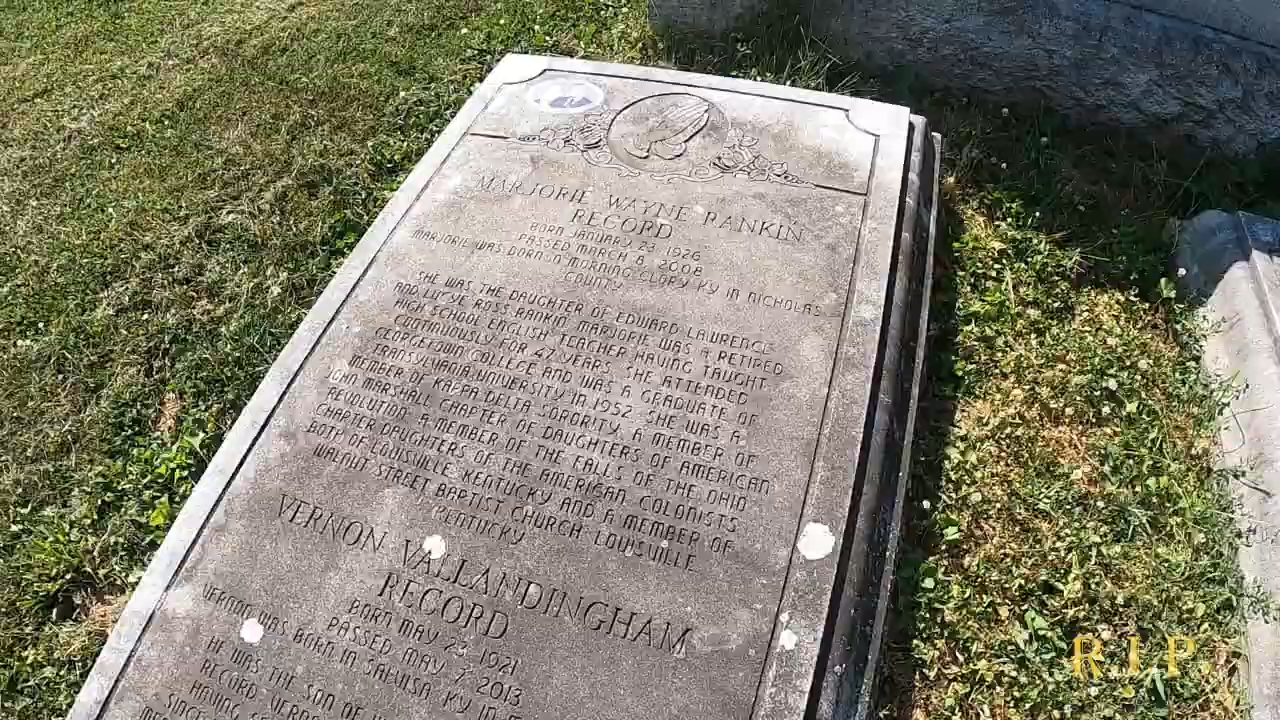 MARJORIE WAYNE RANKIN
RECORD
BORN JANUARY 23, 1926
PASSED MARCH 8, 2008
MARJORIE WAS BORN IN MORNING GLORY KY IN NICHOLAS
COUNTY
SHE WAS THE DAUGHTER OF EDWARD LAWRENCE
AND ROSS RANKIN. MARJORIE WAS A RETIRED
HIGH SCHOOL ENGLISH TEACHER HAVING TAUGHT
CONTINUOUSLY FOR 47 YEARS. SHE ATTENDED
GEORGETOWN COLLEGE AND WAS A GRADUATE OF
TRANSYLVANIA UNIVERSITY IN 1952. SHE WAS A
MEMBER OF KAPPA DELTA SORORITY, A MEMBER OF
JOHN MARSHALL CHAPTER OF DAUGHTERS OF AMERICAN
REVOLUTION, A MEMBER OF THE FALLS OF THE OHIO
CHAPTER DAUGHTERS OF THE AMERICAN COLONISTS
BOTH OF LOUISVILLE, KENTUCKY AND A MEMBER OF
WALNUT STREET BAPTIST CHURCH LOUISVILLE
KENTUCKY
VERNON VALLANDINGHAM
RECORD
BORN MAY 23, 1921
PASSED MAY 7, 2013
VERNON WAS BORN IN SALVISA, KY IN
HE WAS THE SON OF
RECORD.
HAVING
SINCE
R.I.P.